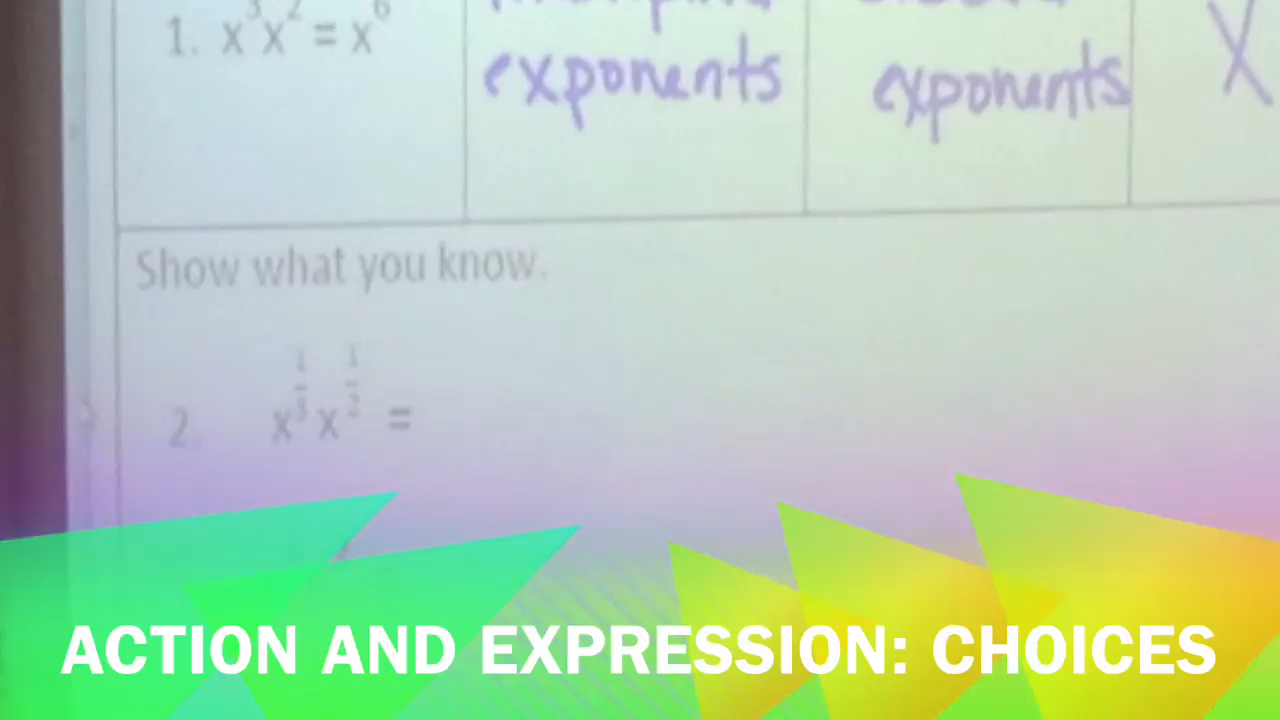 1. x³x² = x⁶
exponents
exponents
X
Show what you know.
2. x^(1/3) x^(1/2) =
ACTION AND EXPRESSION: CHOICES